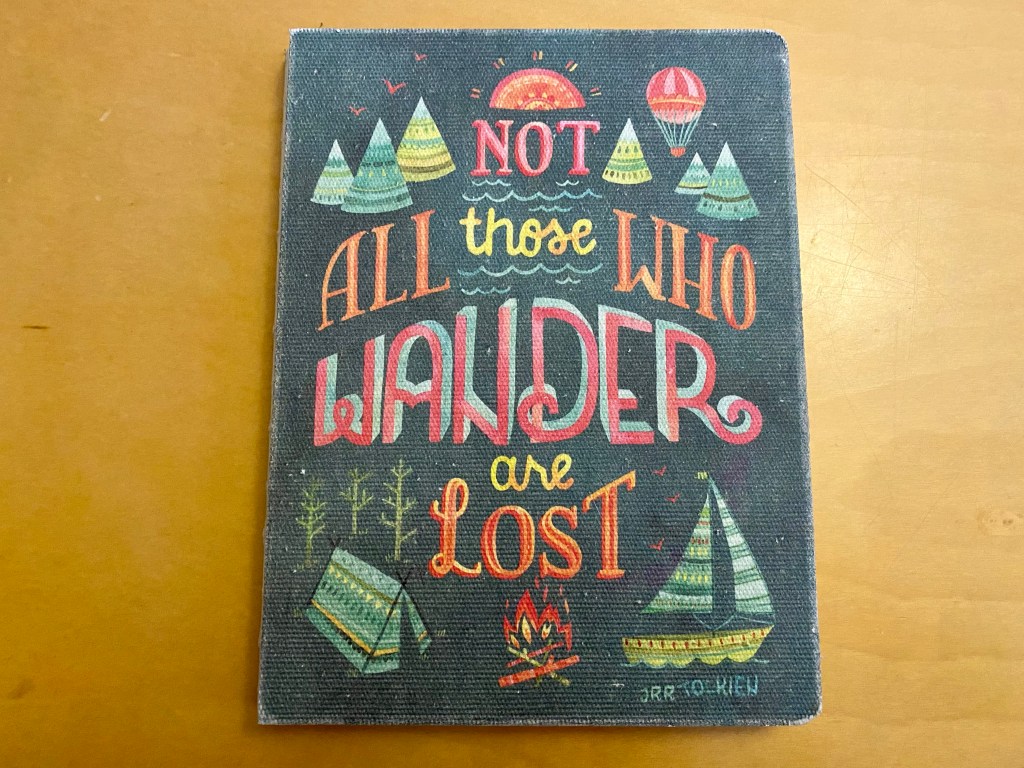 NOT
ALL those WHO
WANDER
are
LOST
JRR TOLKIEN